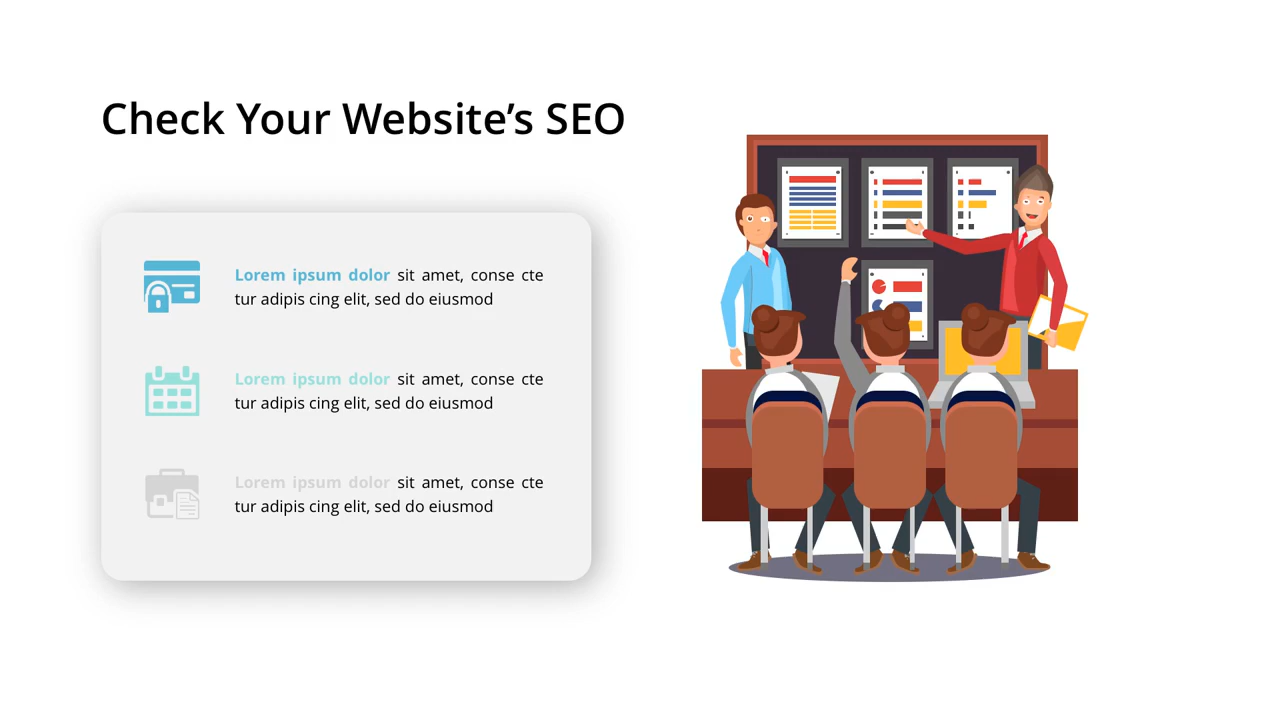 Check Your Website’s SEO
Lorem ipsum dolor sit amet, conse cte
tur adipis cing elit, sed do eiusmod
Lorem ipsum dolor sit amet, conse cte
tur adipis cing elit, sed do eiusmod
Lorem ipsum dolor sit amet, conse cte
tur adipis cing elit, sed do eiusmod